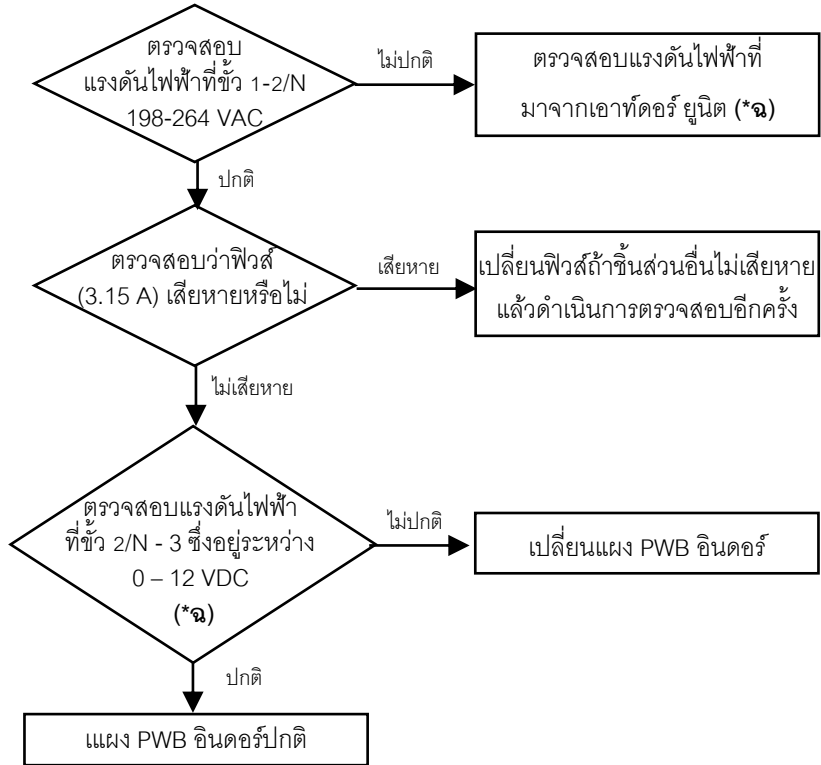 ตรวจสอบ
แรงดันไฟฟ้าที่ขั้ว 1-2/N
198-264 VAC
ไม่ปกติ
ตรวจสอบแรงดันไฟฟ้าที่
มาจากเอาท์ดอร์ ยูนิต (*ฉ)
ปกติ
ตรวจสอบว่าฟิวส์
(3.15 A) เสียหายหรือไม่
เสียหาย
เปลี่ยนฟิวส์ถ้าชิ้นส่วนอื่นไม่เสียหาย
แล้วดำเนินการตรวจสอบอีกครั้ง
ไม่เสียหาย
ตรวจสอบแรงดันไฟฟ้า
ที่ขั้ว 2/N - 3 ซึ่งอยู่ระหว่าง
0 – 12 VDC
(*ฉ)
ไม่ปกติ
เปลี่ยนแผง PWB อินดอร์
ปกติ
แแผง PWB อินดอร์ปกติ